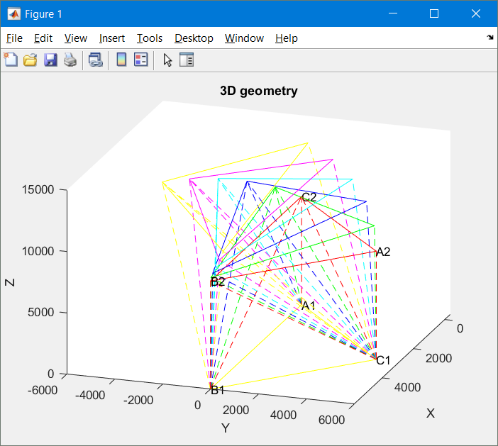 Figure 1
File Edit View Insert Tools Desktop Window Help
3D geometry
15000
10000
5000
0
Z
-6000
-4000
-2000
0
2000
4000
6000
Y
0
2000
4000
X
C2
A2
B2
A1
C1
B1